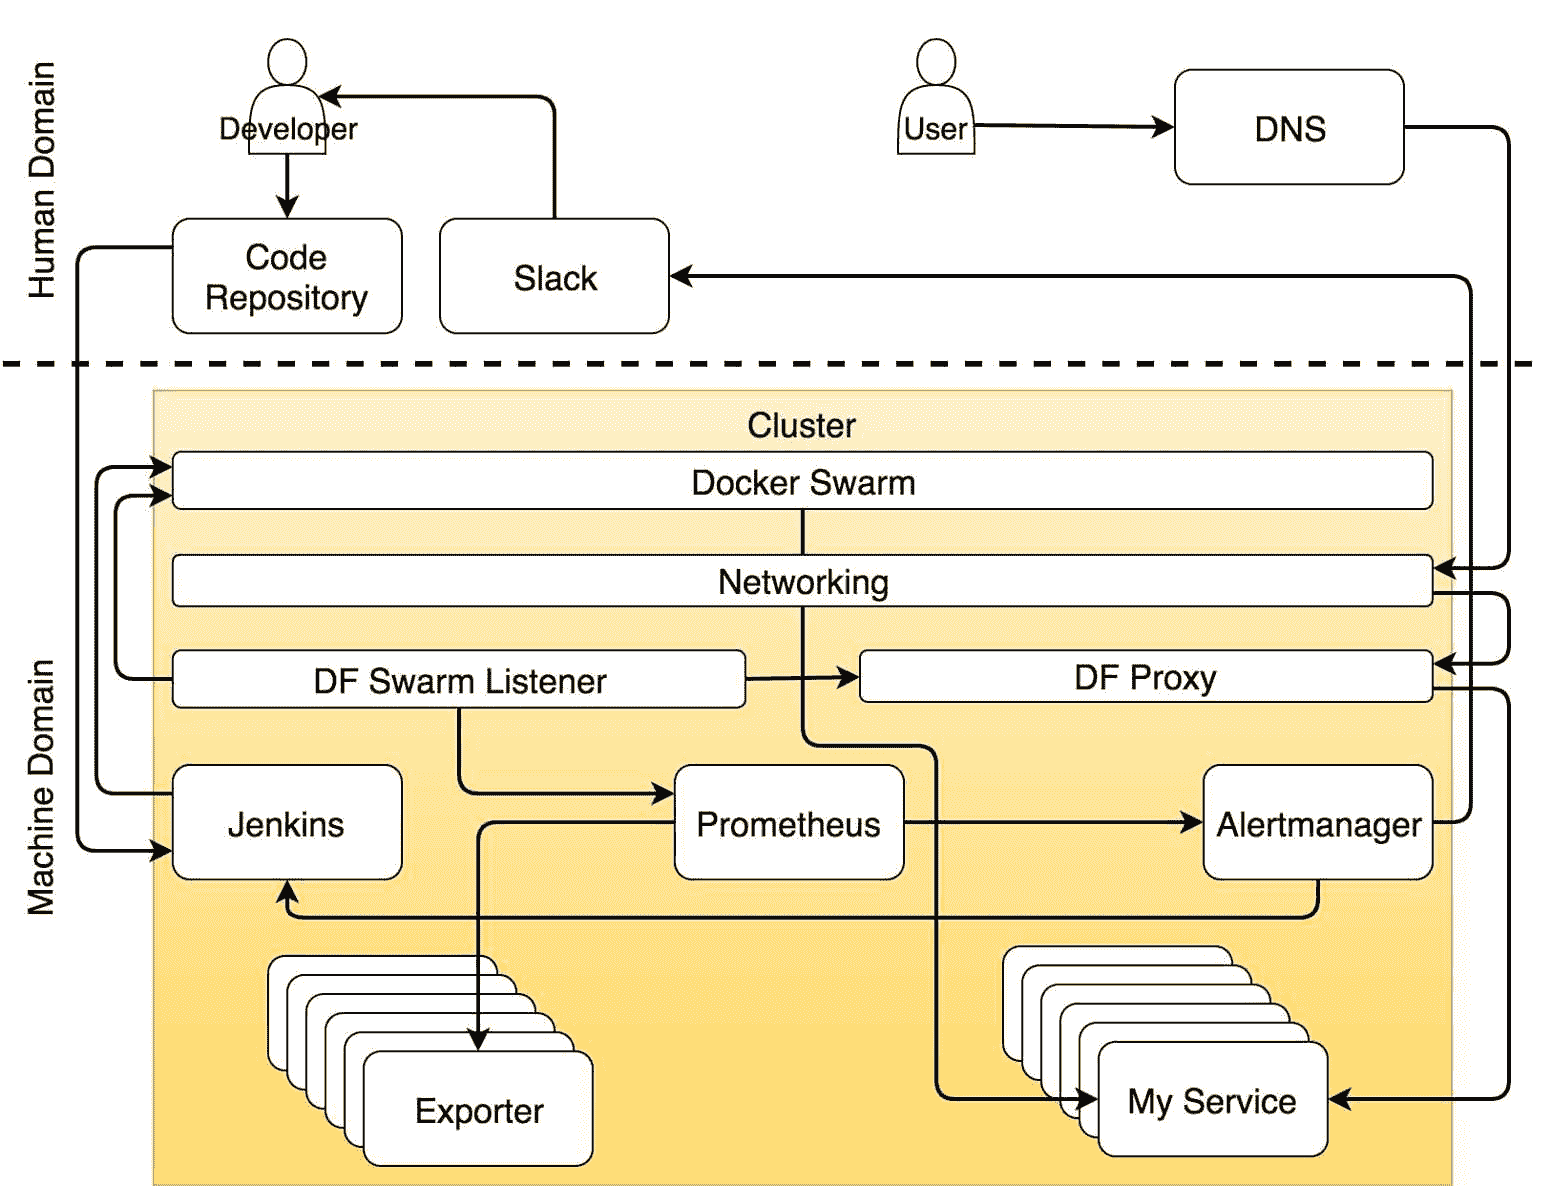 Human Domain
Developer
User
DNS
Code
Repository
Slack
Machine Domain
Cluster
Docker Swarm
Networking
DF Swarm Listener
DF Proxy
Jenkins
Prometheus
Alertmanager
Exporter
My Service